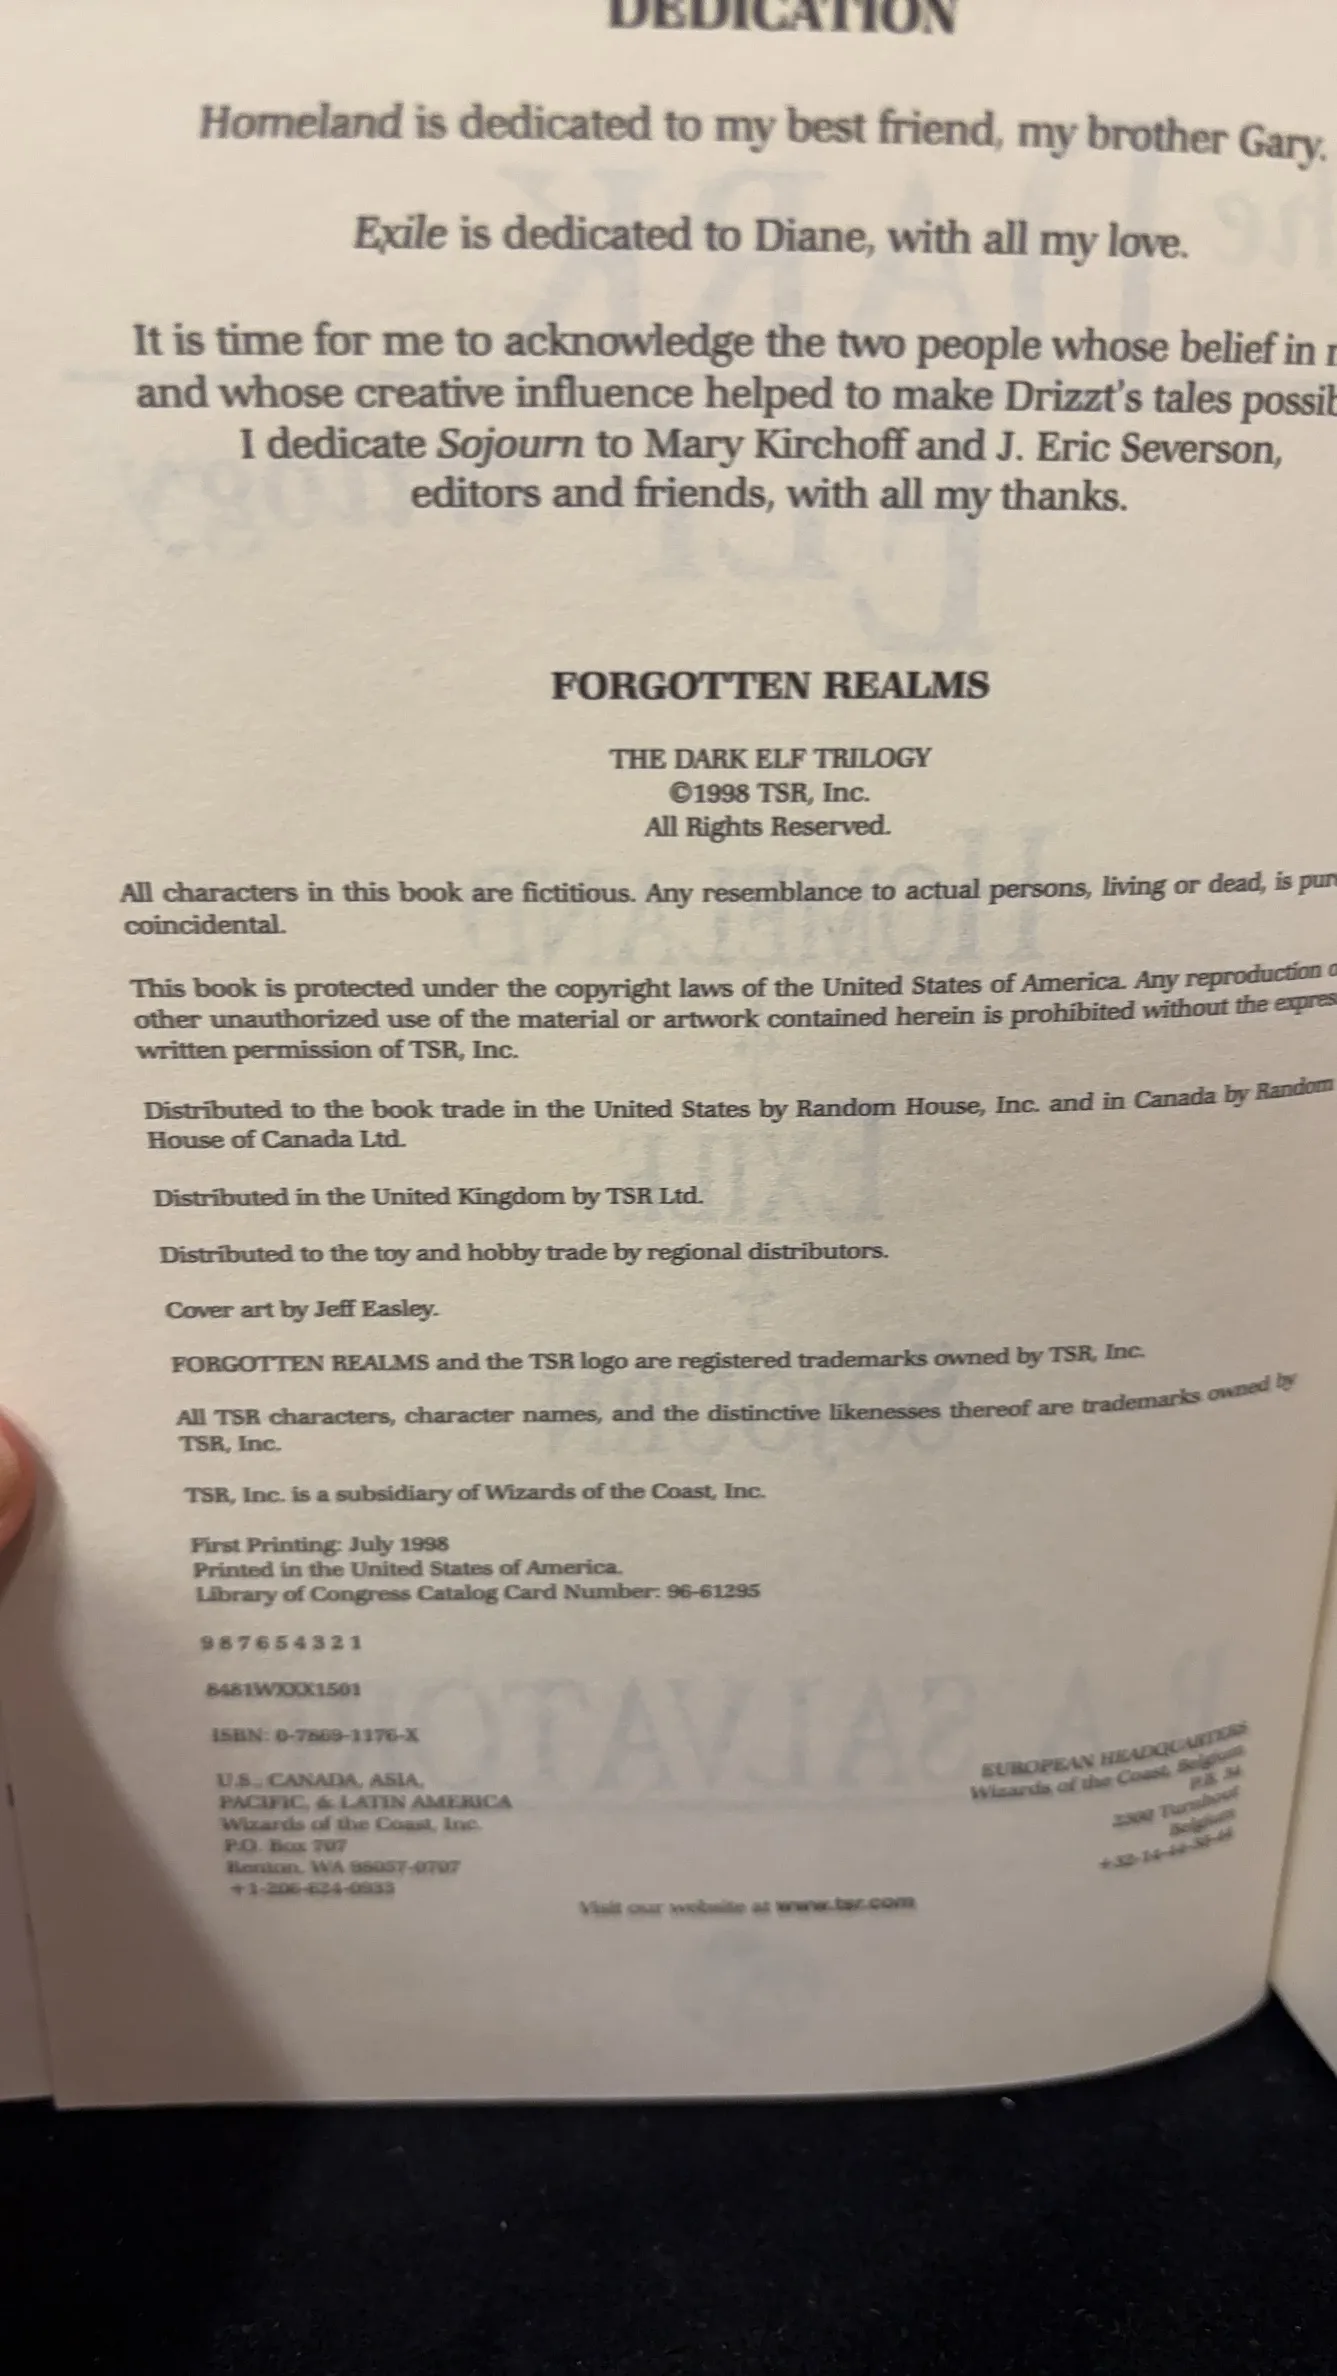 DEDICATION
Homeland is dedicated to my best friend, my brother Gary.
Exile is dedicated to Diane, with all my love.
It is time for me to acknowledge the two people whose belief in
and whose creative influence helped to make Drizzt's tales
I dedicate Sojourn to Mary Kirchoff and J. Eric Severson,
editors and friends, with all my thanks.
FORGOTTEN REALMS
THE DARK ELF TRILOGY
©1998 TSR, Inc.
All Rights Reserved.
All characters in this book are fictitious. Any resemblance to actual persons, living or dead, is
coincidental.
This book is protected under the copyright laws of the United States of America. Any reproduction
other unauthorized use of the material or artwork contained herein is prohibited without the
written permission of TSR, Inc.
Distributed to the book trade in the United States by Random House, Inc. and in Canada by Random
House of Canada Ltd.
Distributed in the United Kingdom by TSR Ltd.
Distributed to the toy and hobby trade by regional distributors.
Cover art by Jeff Easley.
FORGOTTEN REALMS and the TSR logo are registered trademarks owned by TSR, Inc.
All TSR characters, character names, and the distinctive likenesses thereof are trademarks owned by
TSR, Inc.
TSR, Inc. is a subsidiary of Wizards of the Coast, Inc.
First Printing: July 1998
Printed in the United States of America.
Library of Congress Catalog Card Number: 96-61295
9 8 7 6 5 4 3 2 1
8481WXXX1501
ISBN: 0-7869-1176-X
U.S., CANADA, ASIA,
PACIFIC, & LATIN AMERICA
Wizards of the Coast, Inc.
P.O. Box 707
Renton, WA 98057-0707
+1-206-624-0933
EUROPEAN HEADQUARTERS
Wizards of the Coast, Belgium
P.B. 34
2300 Turnhout
Belgium
+32-14-44-30-44
Visit our website at www.tsr.com